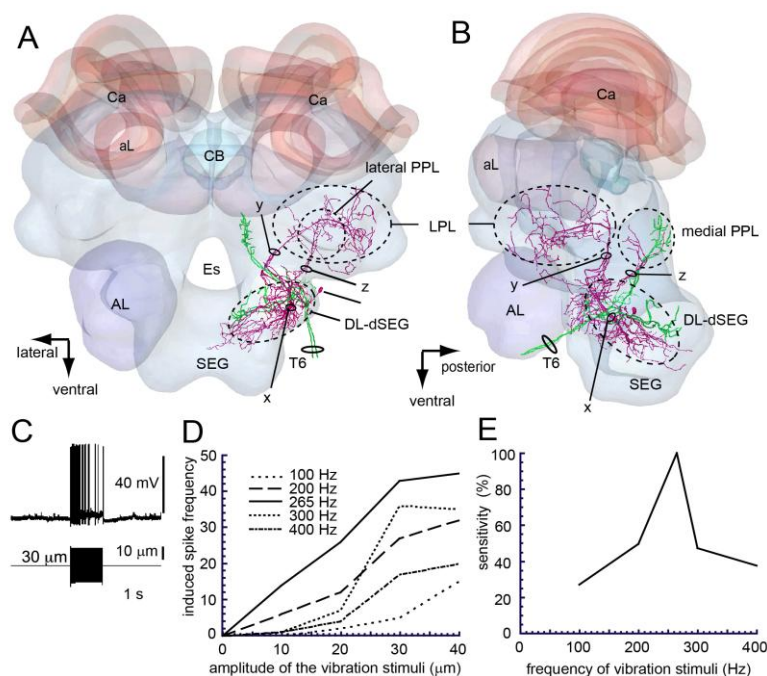 A
Ca
Ca
aL
CB
lateral PPL
y
LPL
Es
z
AL
DL-dSEG
lateral
SEG
T6
ventral
x
B
Ca
aL
medial PPL
y
z
AL
DL-dSEG
posterior
T6
SEG
ventral
x
C
40 mV
30 μm
10 μm
1 s
D
induced spike frequency
50
40
30
20
10
0
100 Hz
200 Hz
265 Hz
300 Hz
400 Hz
0
10
20
30
40
amplitude of the vibration stimuli (μm)
E
sensitivity (%)
100
80
60
40
20
0
0
100
200
300
400
frequency of vibration stimuli (Hz)